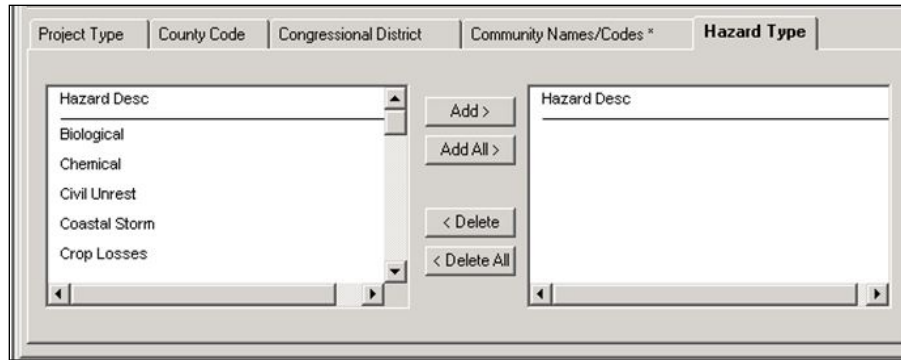 Project Type County Code Congressional District Community Names/Codes * Hazard Type
Hazard Desc
Biological
Chemical
Civil Unrest
Coastal Storm
Crop Losses
Add >
Add All >
< Delete
< Delete All
Hazard Desc